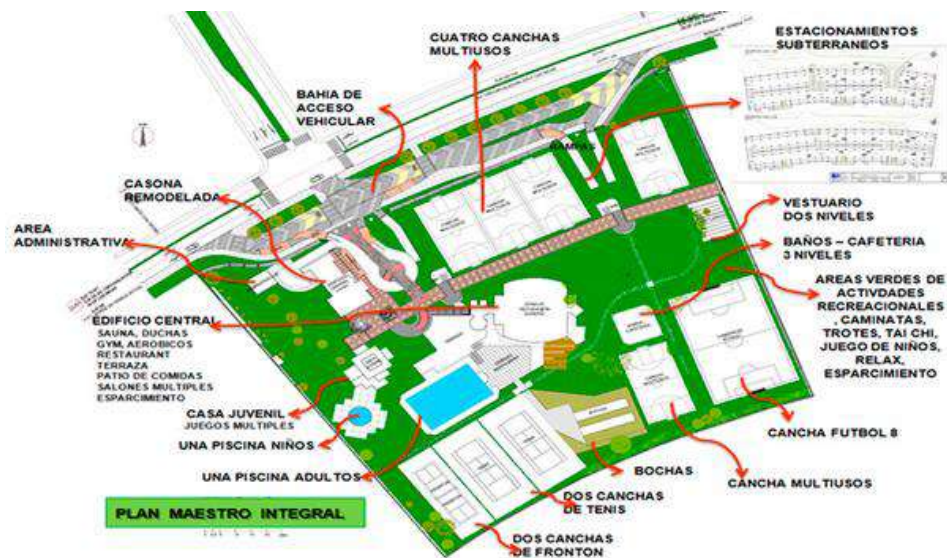 ESTACIONAMIENTOS
SUBTERRANEOS
CUATRO CANCHAS
MULTIUSOS
BAHIA DE
ACCESO
VEHICULAR
RAMPAS
CASONA
REMODELADA
VESTUARIO
DOS NIVELES
AREA
ADMINISTRATIVA
BAÑOS – CAFETERIA
3 NIVELES
AREAS VERDES DE
ACTIVDADES
RECREACIONALES
, CAMINATAS,
TROTES, TAI CHI,
JUEGO DE NIÑOS,
RELAX,
ESPARCIMIENTO
EDIFICIO CENTRAL
SAUNA, DUCHAS
GYM, AEROBICOS
RESTAURANT
TERRAZA
PATIO DE COMIDAS
SALONES MULTIPLES
ESPARCIMIENTO
CASA JUVENIL
JUEGOS MULTIPLES
UNA PISCINA NIÑOS
UNA PISCINA ADULTOS
CANCHA FUTBOL 8
BOCHAS
CANCHA MULTIUSOS
DOS CANCHAS
DE TENIS
PLAN MAESTRO INTEGRAL
DOS CANCHAS
DE FRONTON